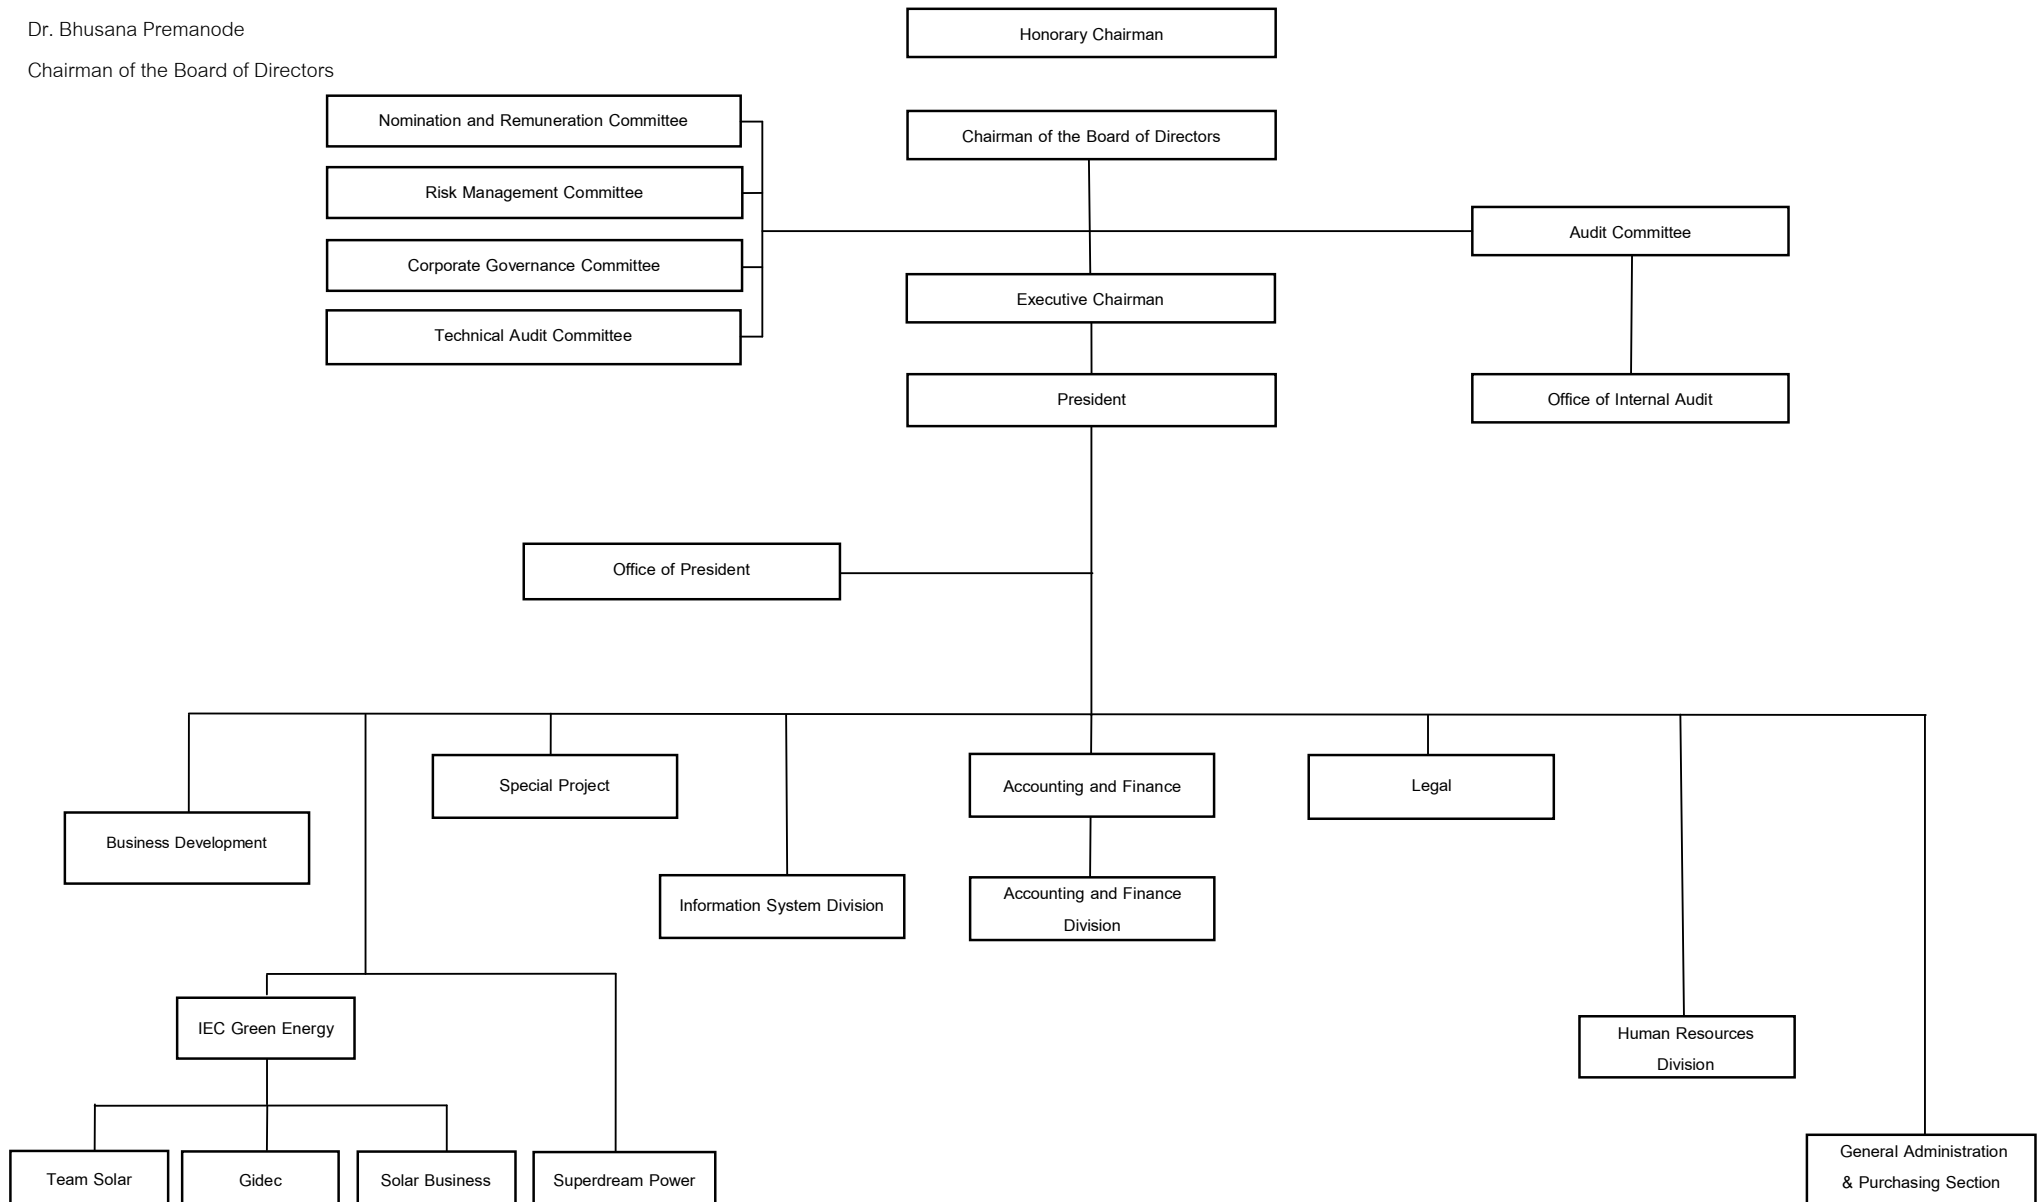 Dr. Bhusana Premanode
Chairman of the Board of Directors
Honorary Chairman
Nomination and Remuneration Committee
Chairman of the Board of Directors
Risk Management Committee
Audit Committee
Corporate Governance Committee
Executive Chairman
Technical Audit Committee
President
Office of Internal Audit
Office of President
Special Project
Accounting and Finance
Legal
Business Development
Information System Division
Accounting and Finance
Division
IEC Green Energy
Human Resources
Division
Team Solar
Gidec
Solar Business
Superdream Power
General Administration
& Purchasing Section